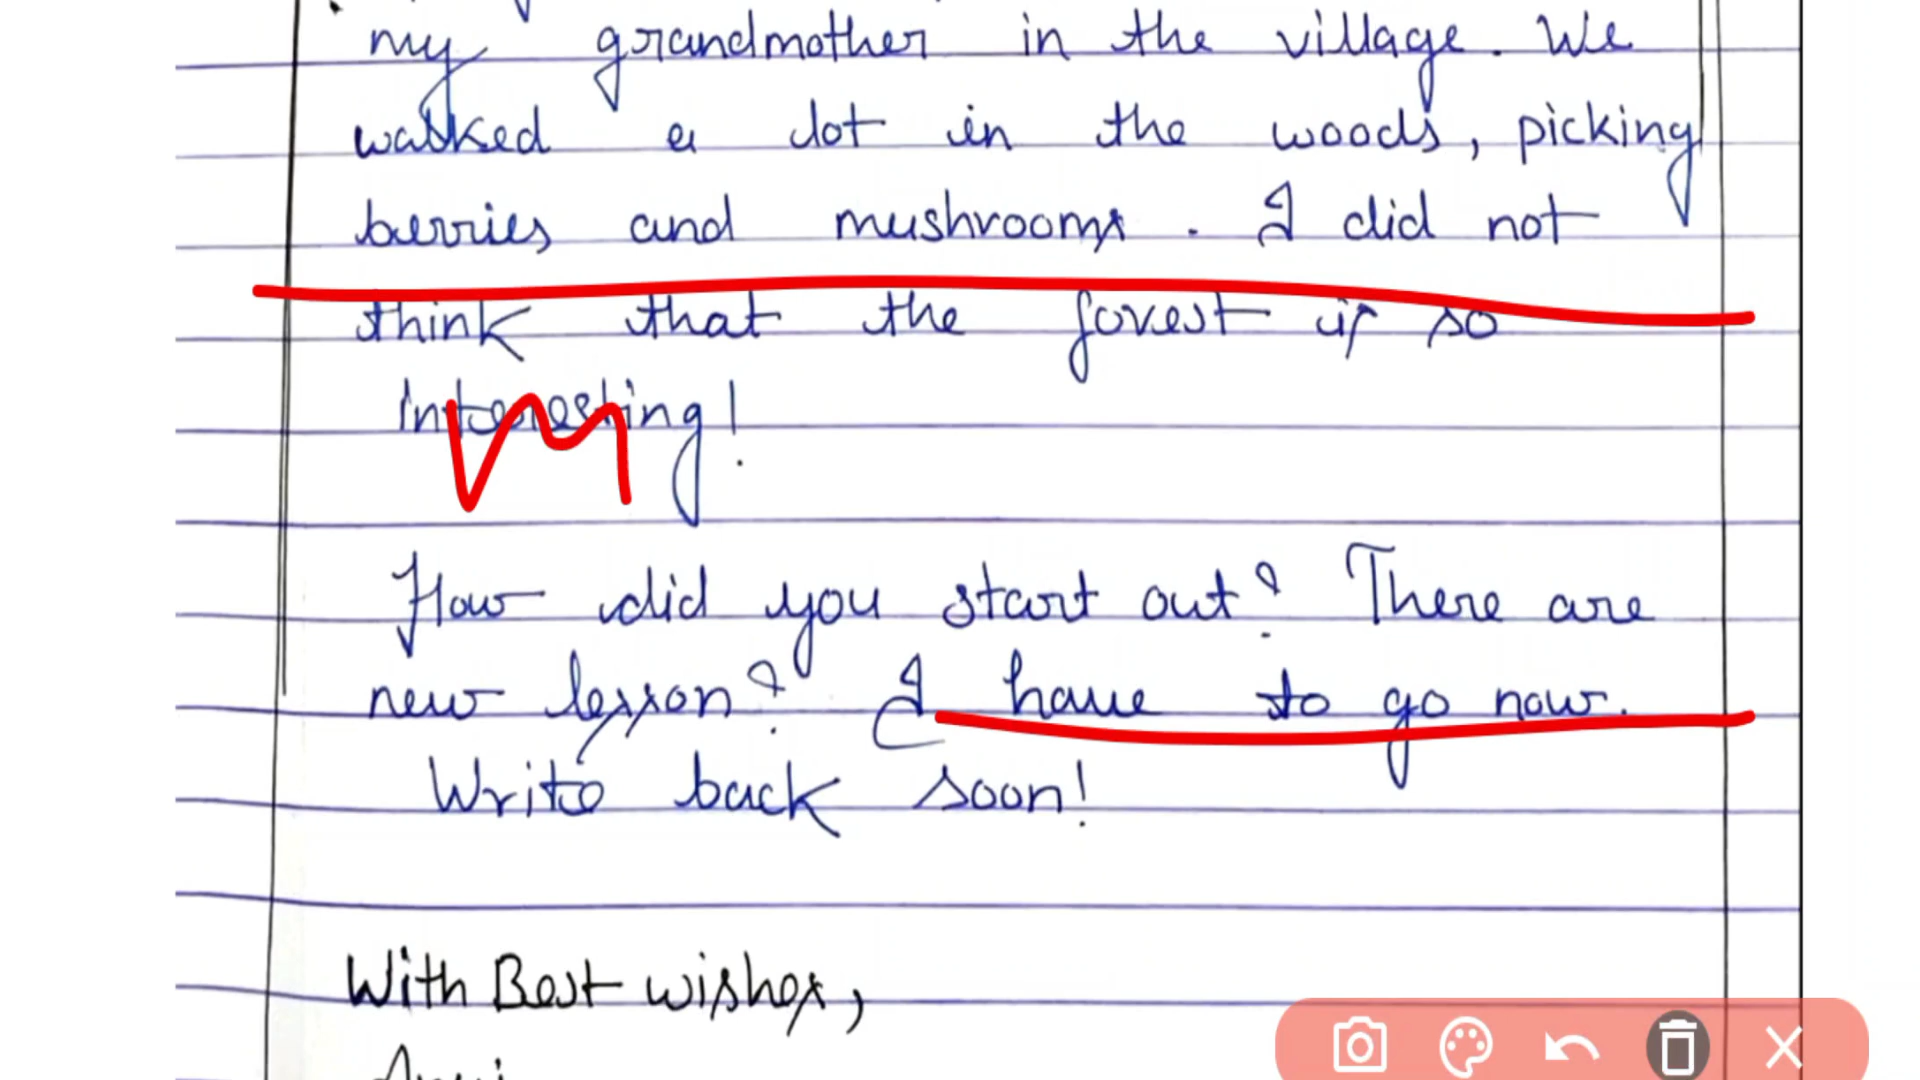 my grandmother in the village. We
walked a lot in the woods, picking
berries and mushrooms. I did not
think that the forest is so
Interesting!
How did you start out? There are
new lesson? I have to go now.
Write back soon!
With Best wishes,